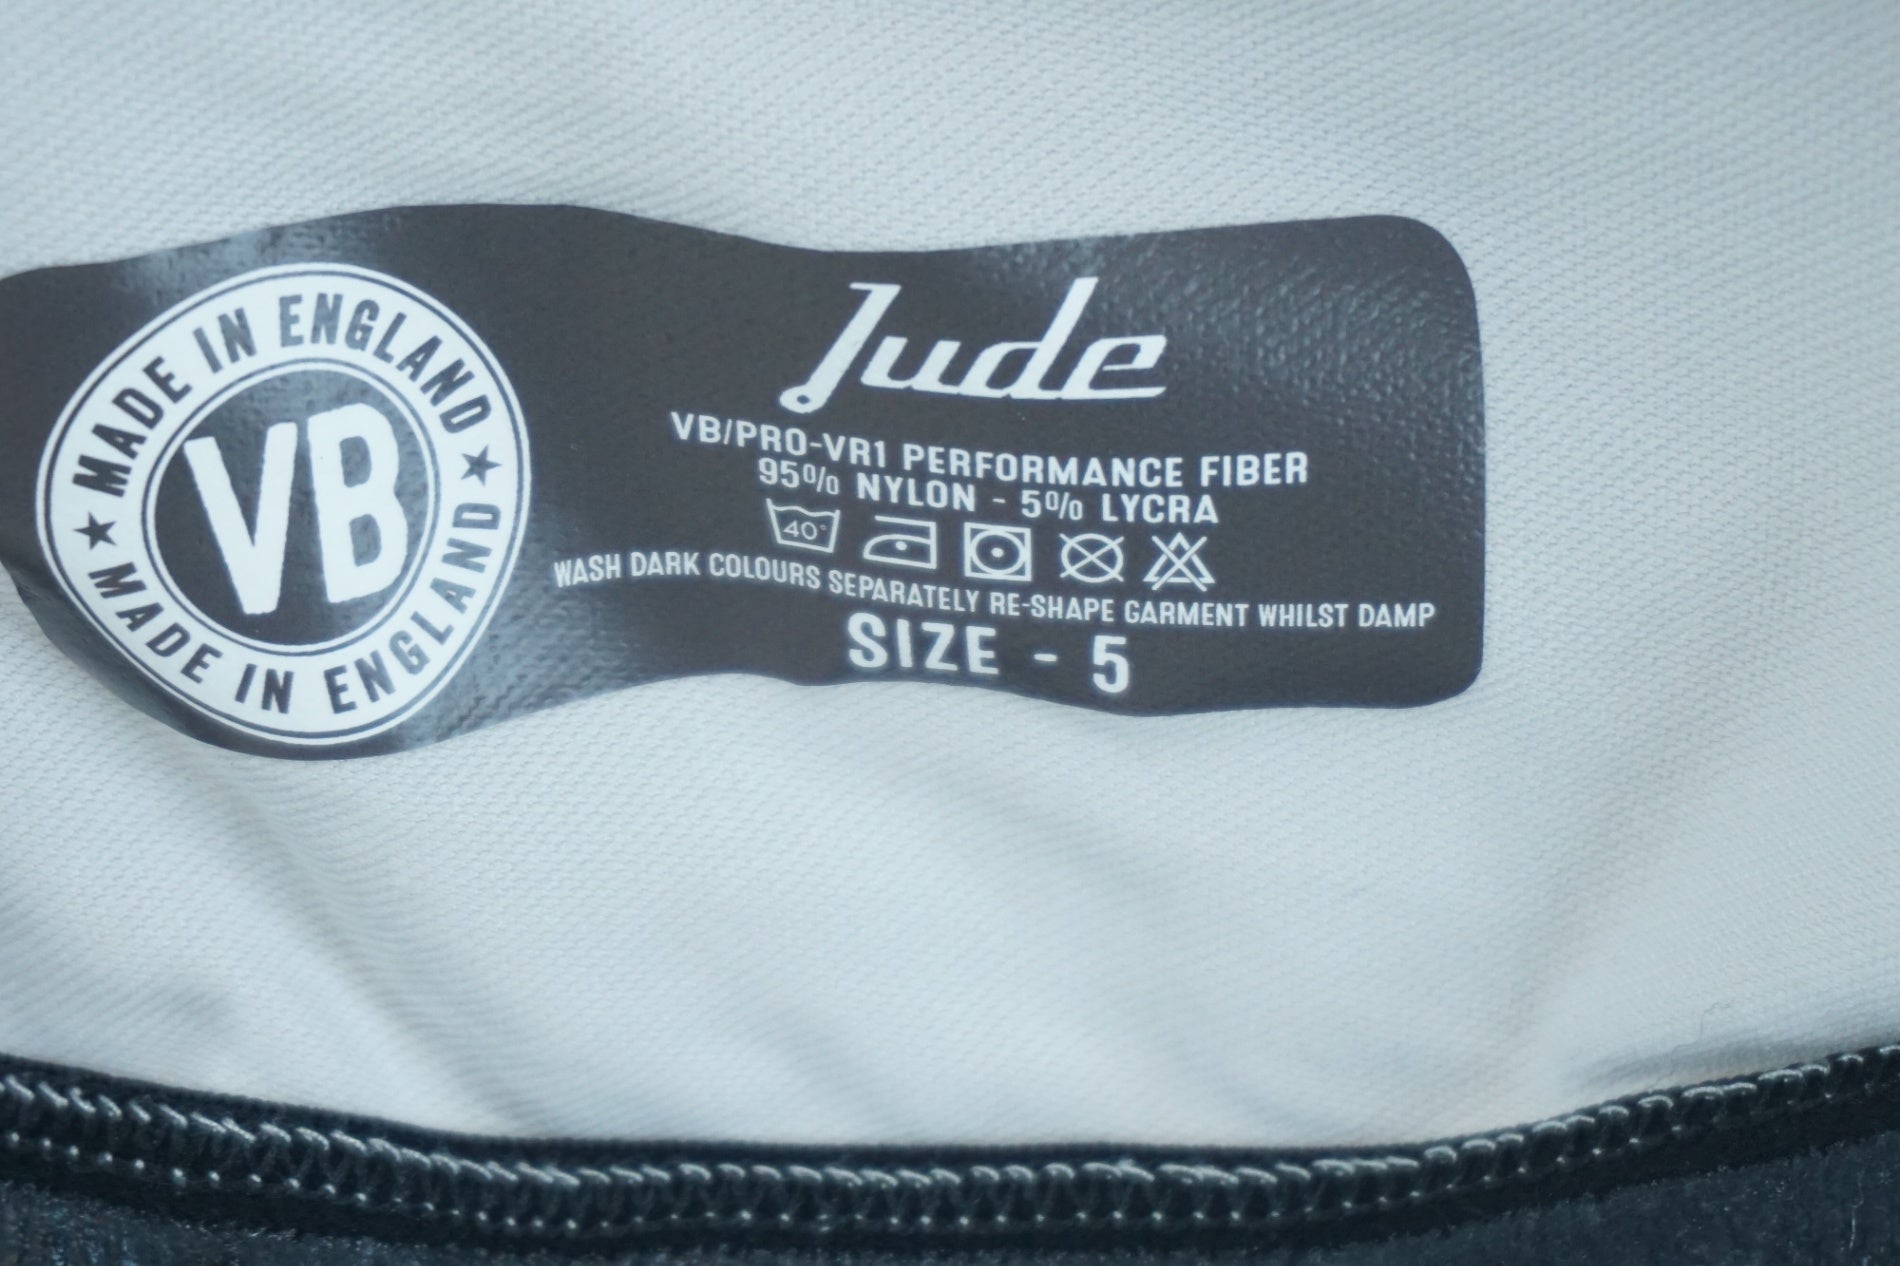 ★ MADE IN ENGLAND ★
MADE IN ENGLAND
VB
Jude
VB/PRO-VR1 PERFORMANCE FIBER
95% NYLON - 5% LYCRA
40°
WASH DARK COLOURS SEPARATELY RE-SHAPE GARMENT WHILST DAMP
SIZE - 5